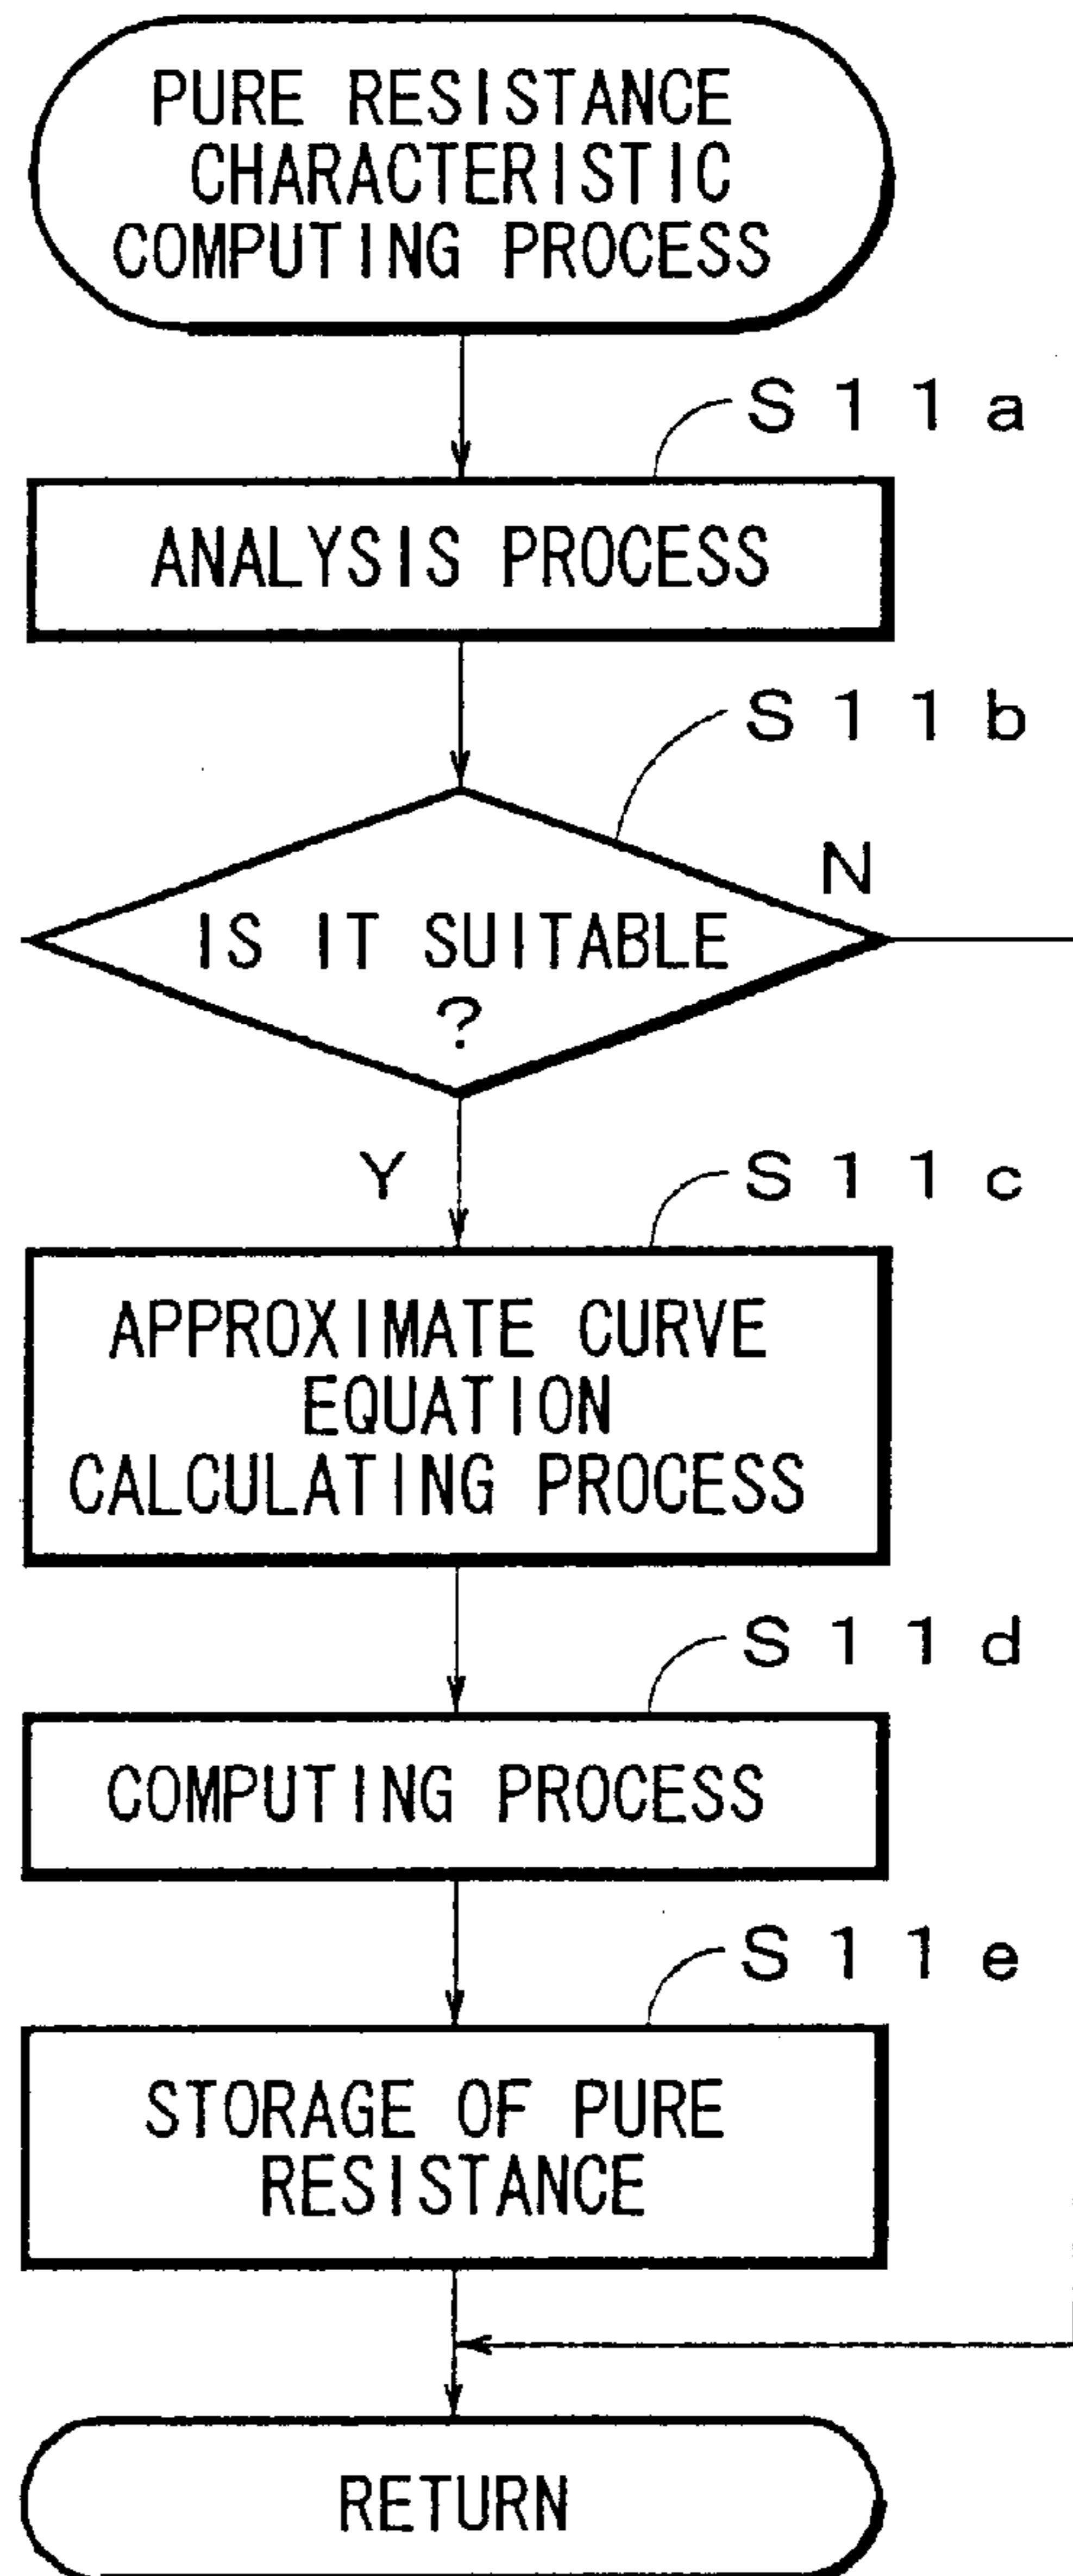 PURE RESISTANCE
CHARACTERISTIC
COMPUTING PROCESS
S11a
ANALYSIS PROCESS
S11b
N
IS IT SUITABLE
?
Y
S11c
APPROXIMATE CURVE
EQUATION
CALCULATING PROCESS
S11d
COMPUTING PROCESS
S11e
STORAGE OF PURE
RESISTANCE
RETURN